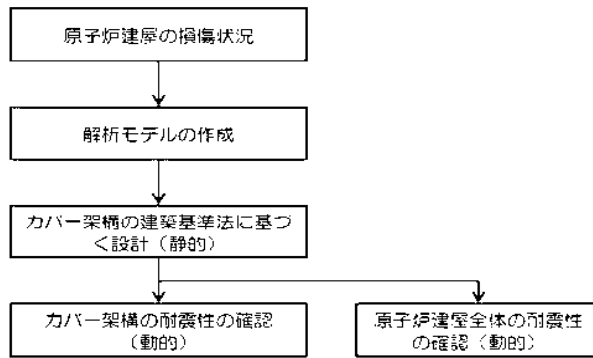 原子炉建屋の損傷状況
解析モデルの作成
カバー架構の建築基準法に基づ
く設計（静的）
カバー架構の耐震性の確認
（動的）
原子炉建屋全体の耐震性
の確認（動的）